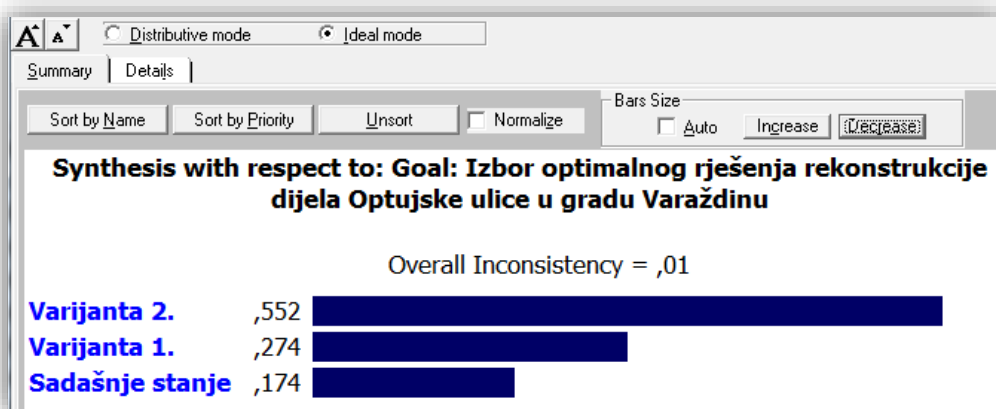 A A Distributive mode Ideal mode
Summary Details
Bars Size
Sort by Name Sort by Priority Unsort Normalize Auto Increase Decrease
Synthesis with respect to: Goal: Izbor optimalnog rješenja rekonstrukcije
dijela Optujske ulice u gradu Varaždinu
Overall Inconsistency = ,01
Varijanta 2. ,552
Varijanta 1. ,274
Sadašnje stanje ,174